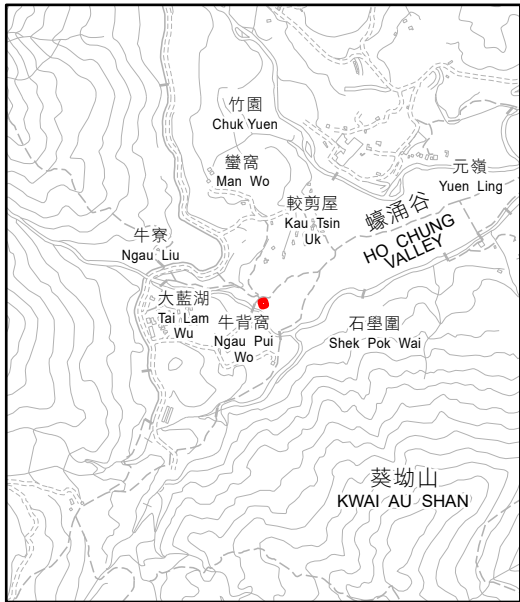 竹園
Chuk Yuen
蠻窩
Man Wo
元嶺
Yuen Ling
較剪屋
Kau Tsin
Uk
蠔涌谷
HO CHUNG
VALLEY
牛寮
Ngau Liu
大藍湖
Tai Lam
Wu
牛背窩
Ngau Pui
Wo
石壆圍
Shek Pok Wai
葵坳山
KWAI AU SHAN